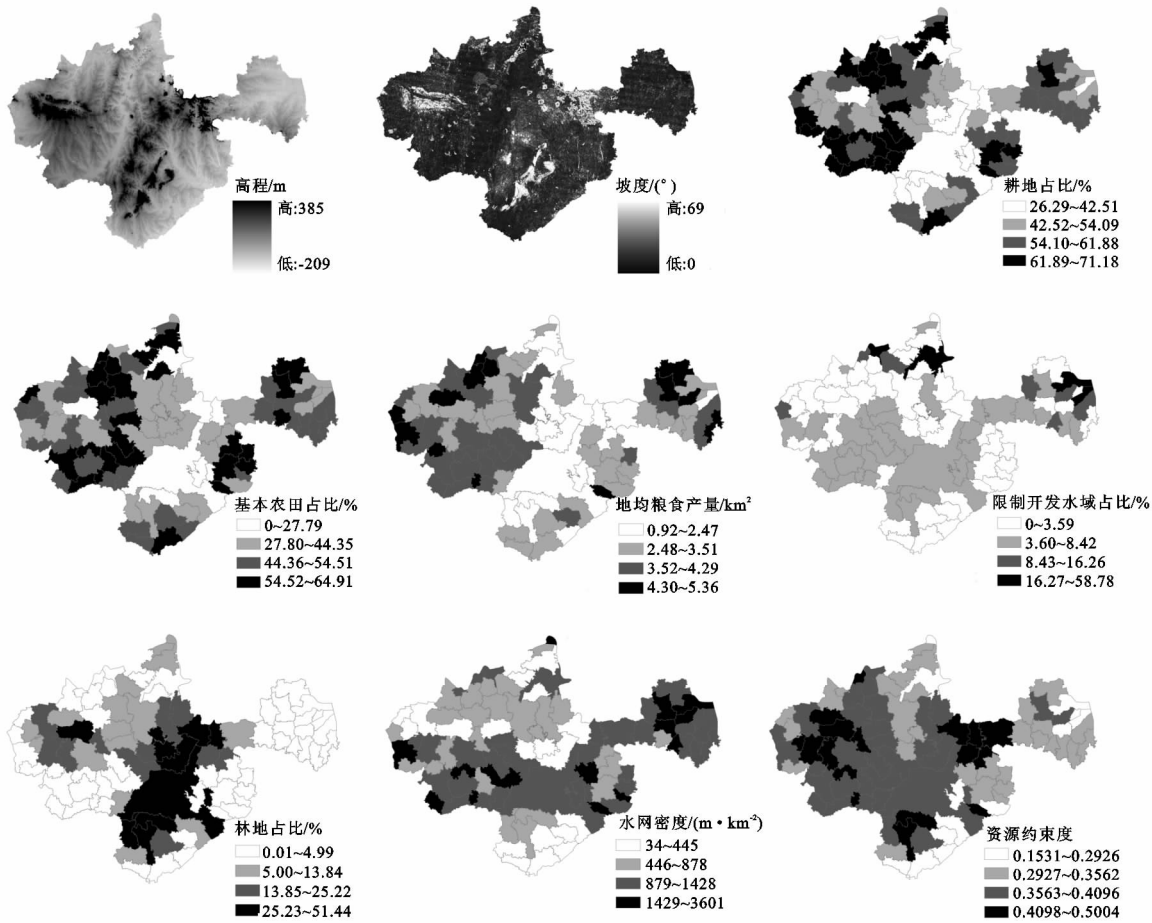 高程/m
高:385
低:-209
坡度/(°)
高:69
低:0
耕地占比/%
26.29~42.51
42.52~54.09
54.10~61.88
61.89~71.18
基本农田占比/%
0~27.79
27.80~44.35
44.36~54.51
54.52~64.91
地均粮食产量/km²
0.92~2.47
2.48~3.51
3.52~4.29
4.30~5.36
限制开发水域占比/%
0~3.59
3.60~8.42
8.43~16.26
16.27~58.78
林地占比/%
0.01~4.99
5.00~13.84
13.85~25.22
25.23~51.44
水网密度/(m·km⁻²)
34~445
446~878
879~1428
1429~3601
资源约束度
0.1531~0.2926
0.2927~0.3562
0.3563~0.4096
0.4098~0.5004